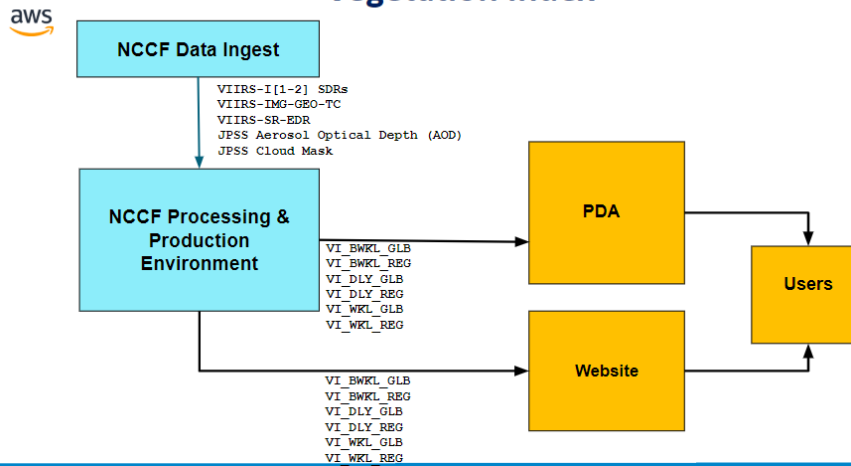 Vegetation Index
aws
NCCF Data Ingest
VIIRS-I[1-2] SDRs
VIIRS-IMG-GEO-TC
VIIRS-SR-EDR
JPSS Aerosol Optical Depth (AOD)
JPSS Cloud Mask
NCCF Processing &
Production
Environment
VI_BWKL_GLB
VI_BWKL_REG
VI_DLY_GLB
VI_DLY_REG
VI_WKL_GLB
VI_WKL_REG
PDA
Users
Website
VI_BWKL_GLB
VI_BWKL_REG
VI_DLY_GLB
VI_DLY_REG
VI_WKL_GLB
VI_WKL_REG